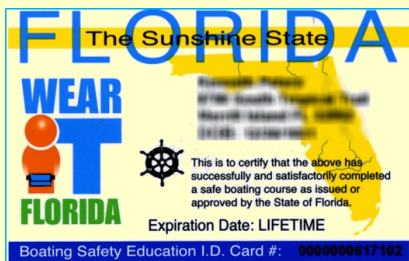 FLORIDA
The Sunshine State
WEAR
iT
FLORIDA
This is to certify that the above has
successfully and satisfactorily completed
a safe boating course as issued or
approved by the State of Florida.
Expiration Date: LIFETIME
Boating Safety Education I.D. Card #: 0000000617102